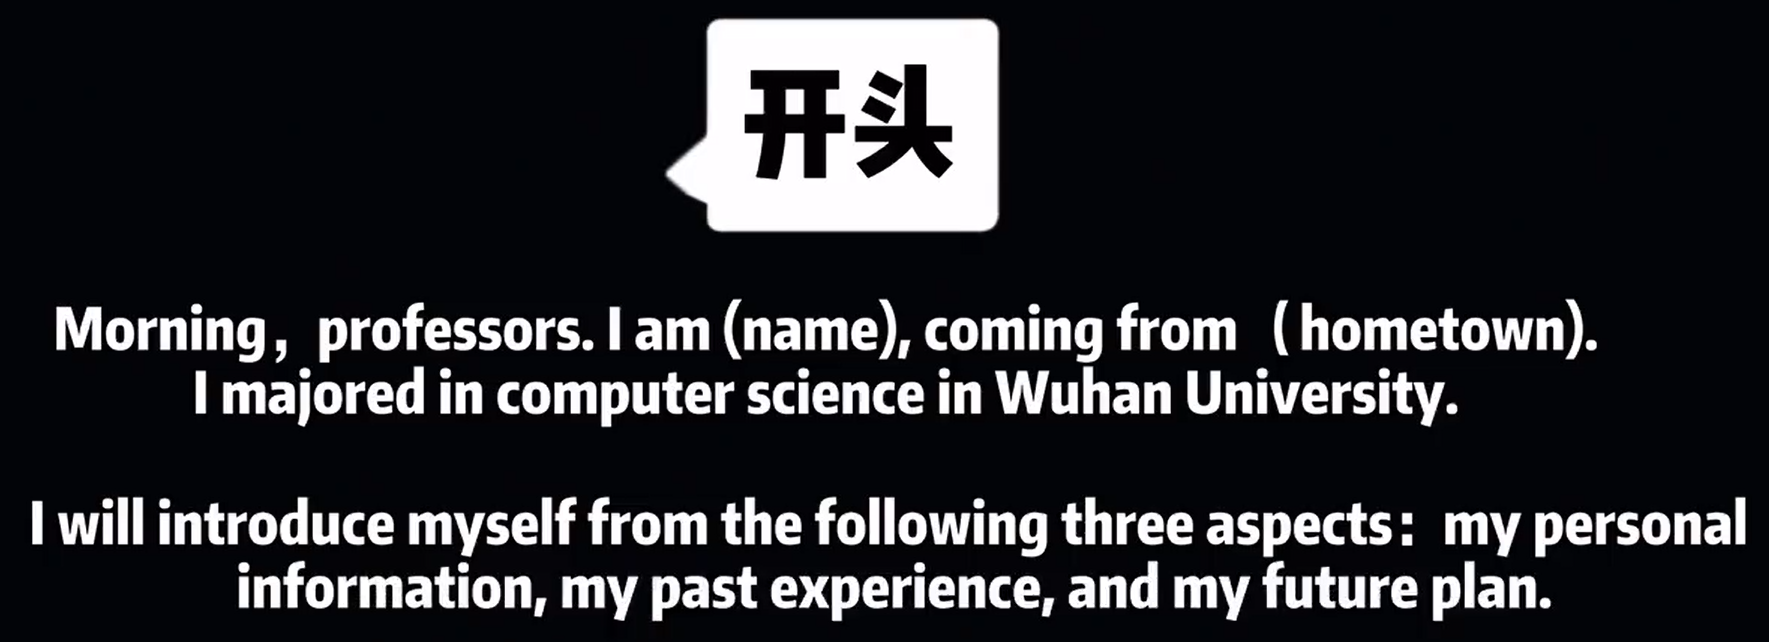 开头
Morning，professors. I am (name), coming from （hometown).
I majored in computer science in Wuhan University.
I will introduce myself from the following three aspects：my personal
information, my past experience, and my future plan.